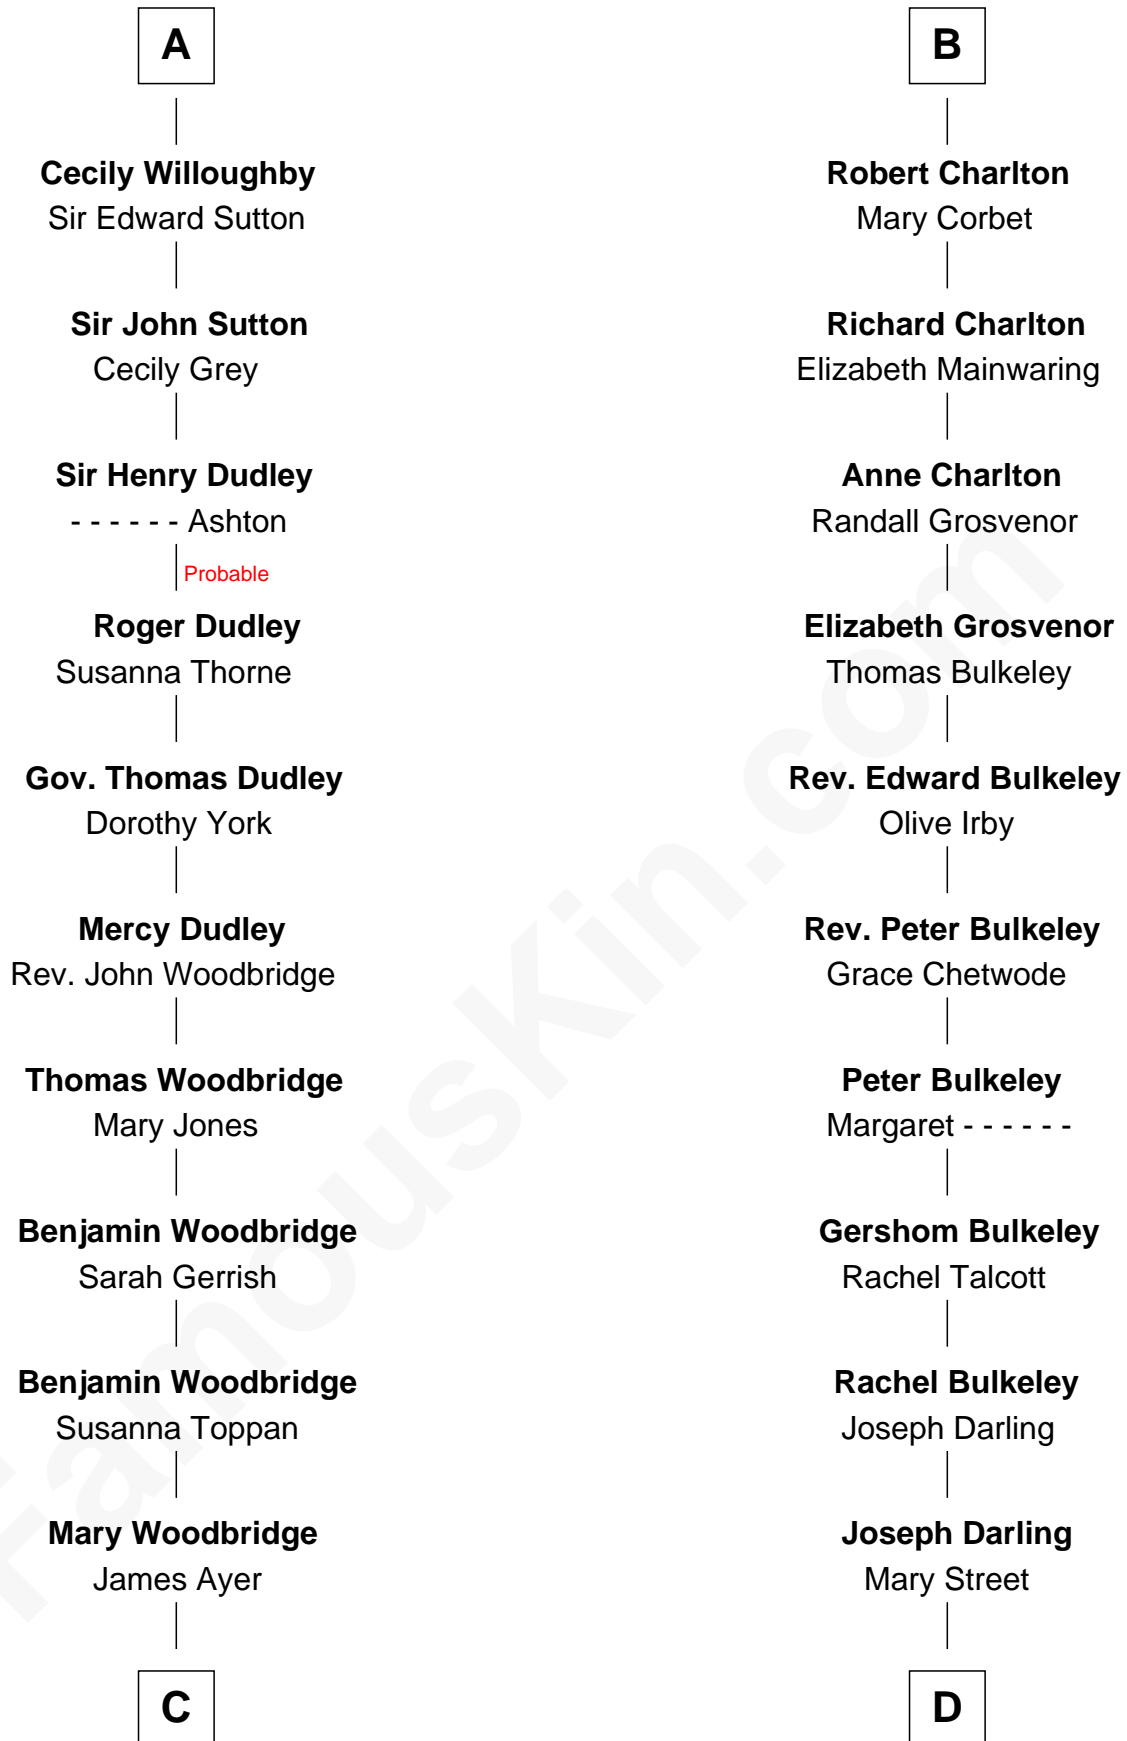 A
Cecily Willoughby
Sir Edward Sutton
Sir John Sutton
Cecily Grey
Sir Henry Dudley
- - - - - - Ashton
Probable
Roger Dudley
Susanna Thorne
Gov. Thomas Dudley
Dorothy York
Mercy Dudley
Rev. John Woodbridge
Thomas Woodbridge
Mary Jones
Benjamin Woodbridge
Sarah Gerrish
Benjamin Woodbridge
Susanna Toppan
Mary Woodbridge
James Ayer
C
B
Robert Charlton
Mary Corbet
Richard Charlton
Elizabeth Mainwaring
Anne Charlton
Randall Grosvenor
Elizabeth Grosvenor
Thomas Bulkeley
Rev. Edward Bulkeley
Olive Irby
Rev. Peter Bulkeley
Grace Chetwode
Peter Bulkeley
Margaret - - - - - -
Gershom Bulkeley
Rachel Talcott
Rachel Bulkeley
Joseph Darling
Joseph Darling
Mary Street
D
FamousKin.com